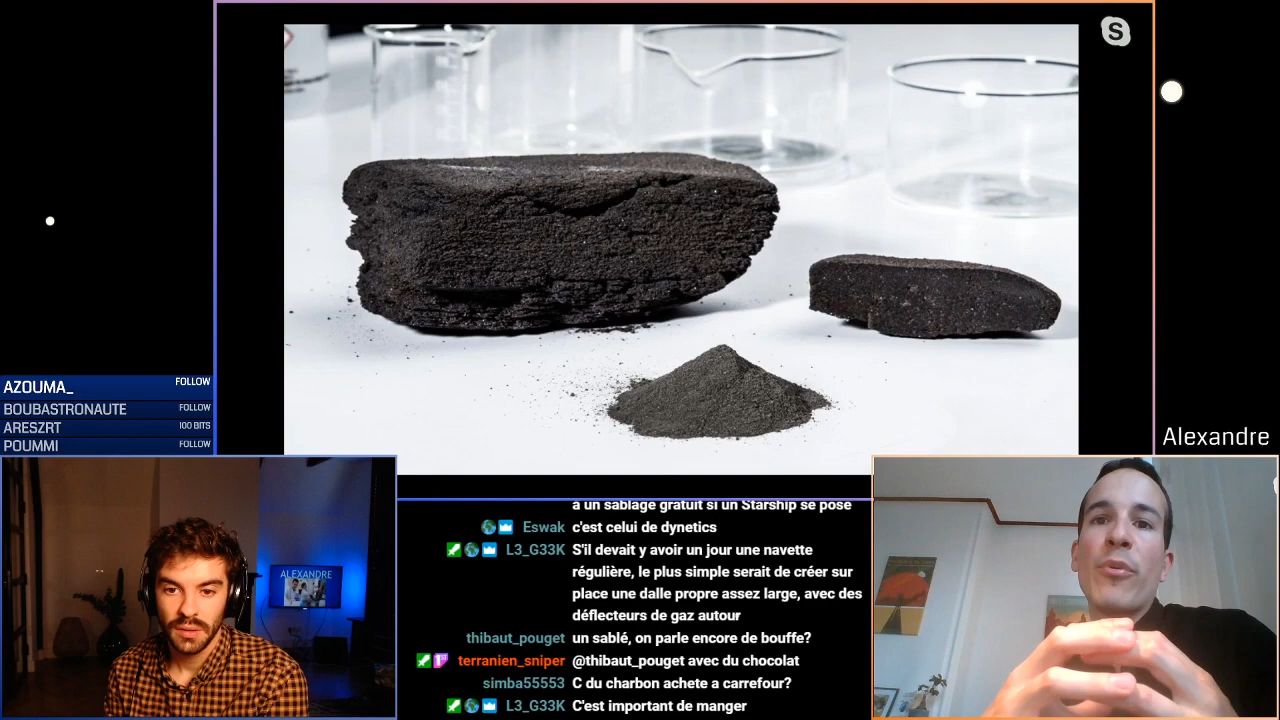 S
AZOUMA_ FOLLOW
BOUBASTRONAUTE FOLLOW
ARESZRT 100 BITS
POUMMI FOLLOW
Alexandre
ALEXANDRE
à un sablage gratuit si un Starship se pose
Eswak c'est celui de dynetics
L3_G33K S'il devait y avoir un jour une navette
régulière, le plus simple serait de créer sur
place une dalle propre assez large, avec des
déflecteurs de gaz autour
thibaut_pouget un sablé, on parle encore de bouffe?
terranien_sniper @thibaut_pouget avec du chocolat
simba55553 C du charbon achete a carrefour?
L3_G33K C'est important de manger